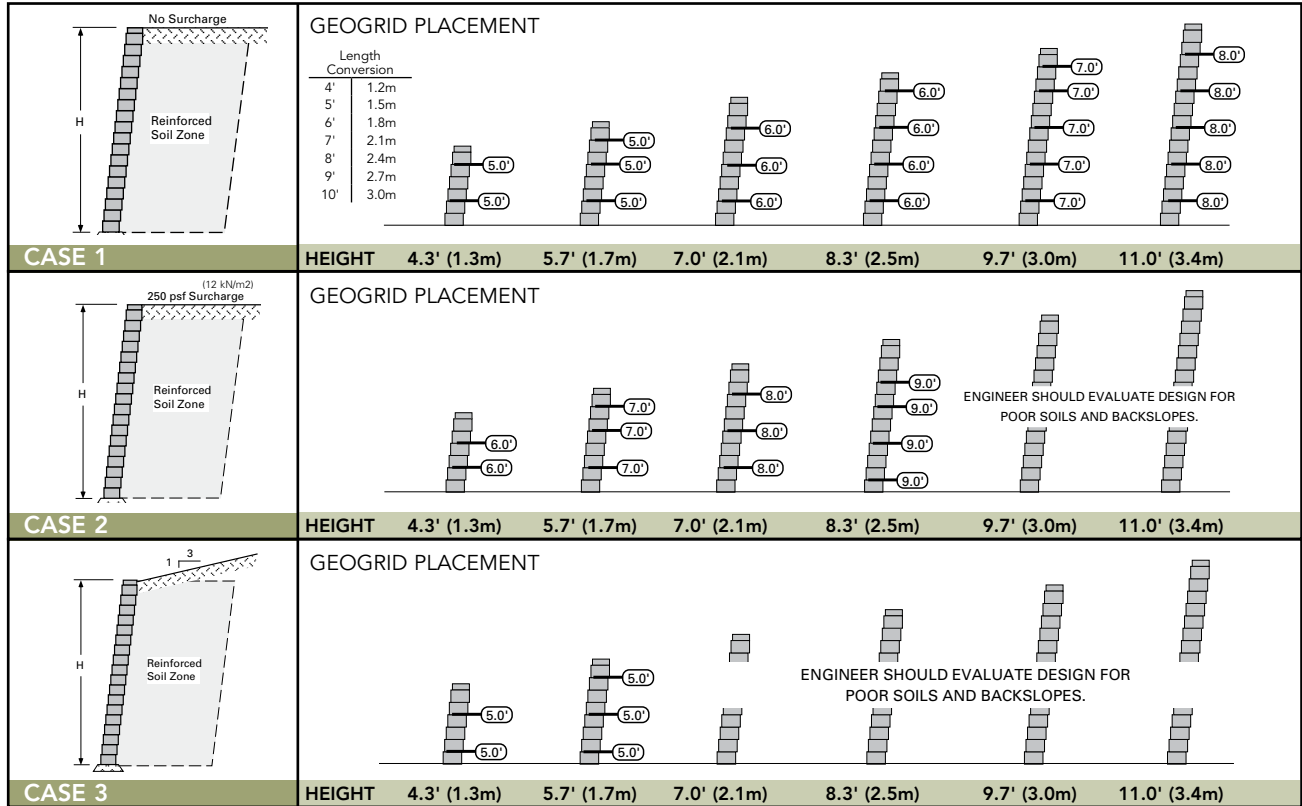 No Surcharge
H
Reinforced
Soil Zone
CASE 1
GEOGRID PLACEMENT
Length
Conversion
4' 1.2m
5' 1.5m
6' 1.8m
7' 2.1m
8' 2.4m
9' 2.7m
10' 3.0m
5.0'
5.0'
5.0'
5.0'
5.0'
6.0'
6.0'
6.0'
6.0'
6.0'
6.0'
6.0'
7.0'
7.0'
7.0'
7.0'
7.0'
8.0'
8.0'
8.0'
8.0'
8.0'
HEIGHT 4.3' (1.3m) 5.7' (1.7m) 7.0' (2.1m) 8.3' (2.5m) 9.7' (3.0m) 11.0' (3.4m)
(12 kN/m2)
250 psf Surcharge
H
Reinforced
Soil Zone
CASE 2
GEOGRID PLACEMENT
6.0'
6.0'
7.0'
7.0'
7.0'
8.0'
8.0'
8.0'
9.0'
9.0'
9.0'
9.0'
ENGINEER SHOULD EVALUATE DESIGN FOR
POOR SOILS AND BACKSLOPES.
HEIGHT 4.3' (1.3m) 5.7' (1.7m) 7.0' (2.1m) 8.3' (2.5m) 9.7' (3.0m) 11.0' (3.4m)
3
1
H
Reinforced
Soil Zone
CASE 3
GEOGRID PLACEMENT
5.0'
5.0'
5.0'
5.0'
5.0'
ENGINEER SHOULD EVALUATE DESIGN FOR
POOR SOILS AND BACKSLOPES.
HEIGHT 4.3' (1.3m) 5.7' (1.7m) 7.0' (2.1m) 8.3' (2.5m) 9.7' (3.0m) 11.0' (3.4m)